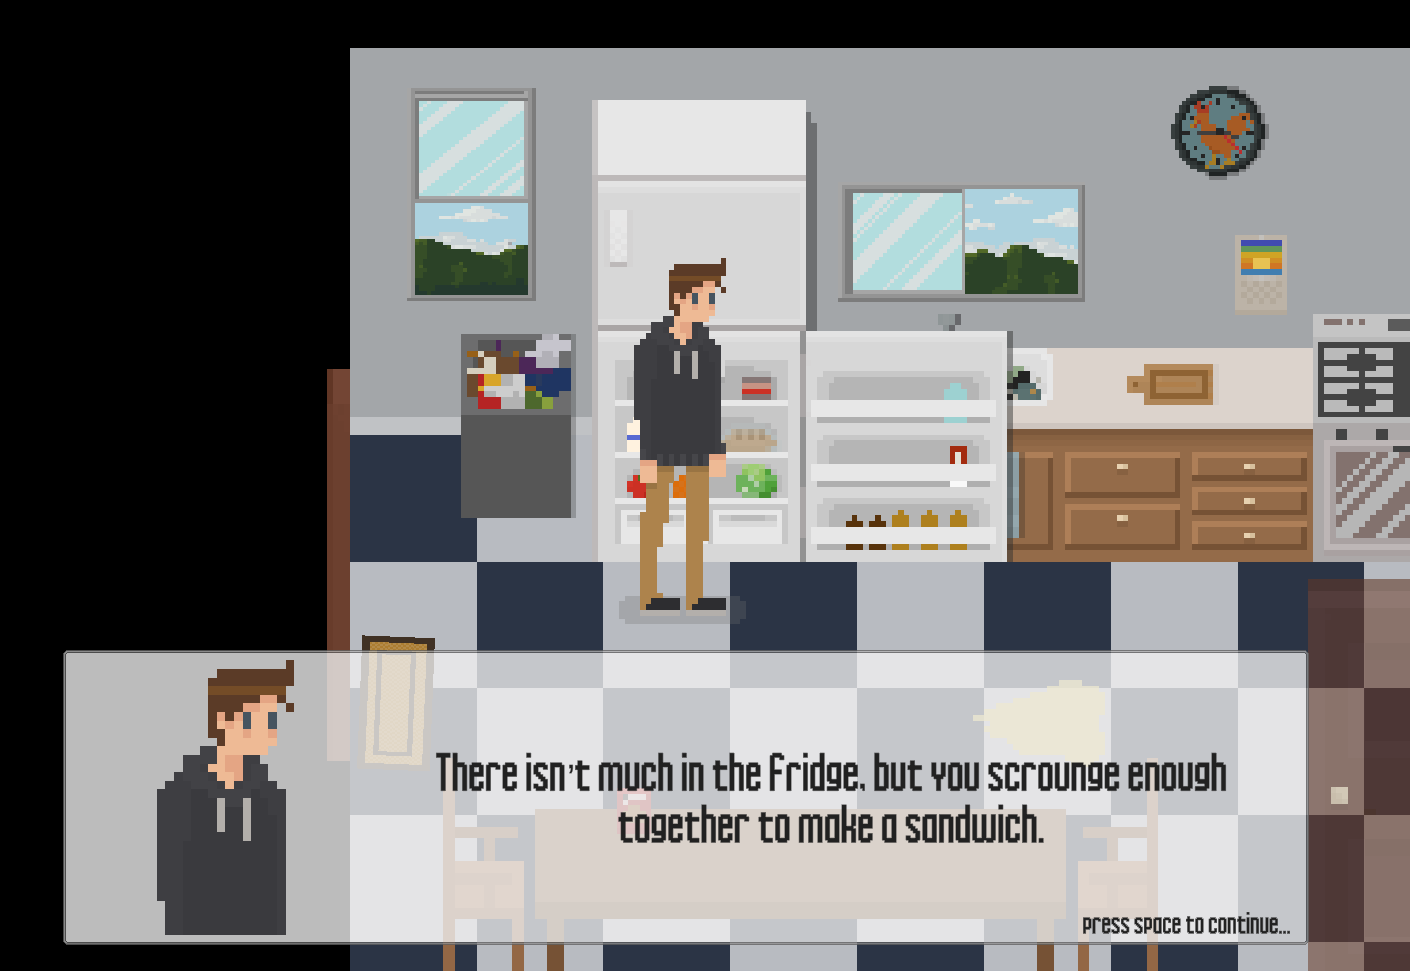 There isn't much in the fridge, but you scrounge enough
together to make a sandwich.
press space to continue...